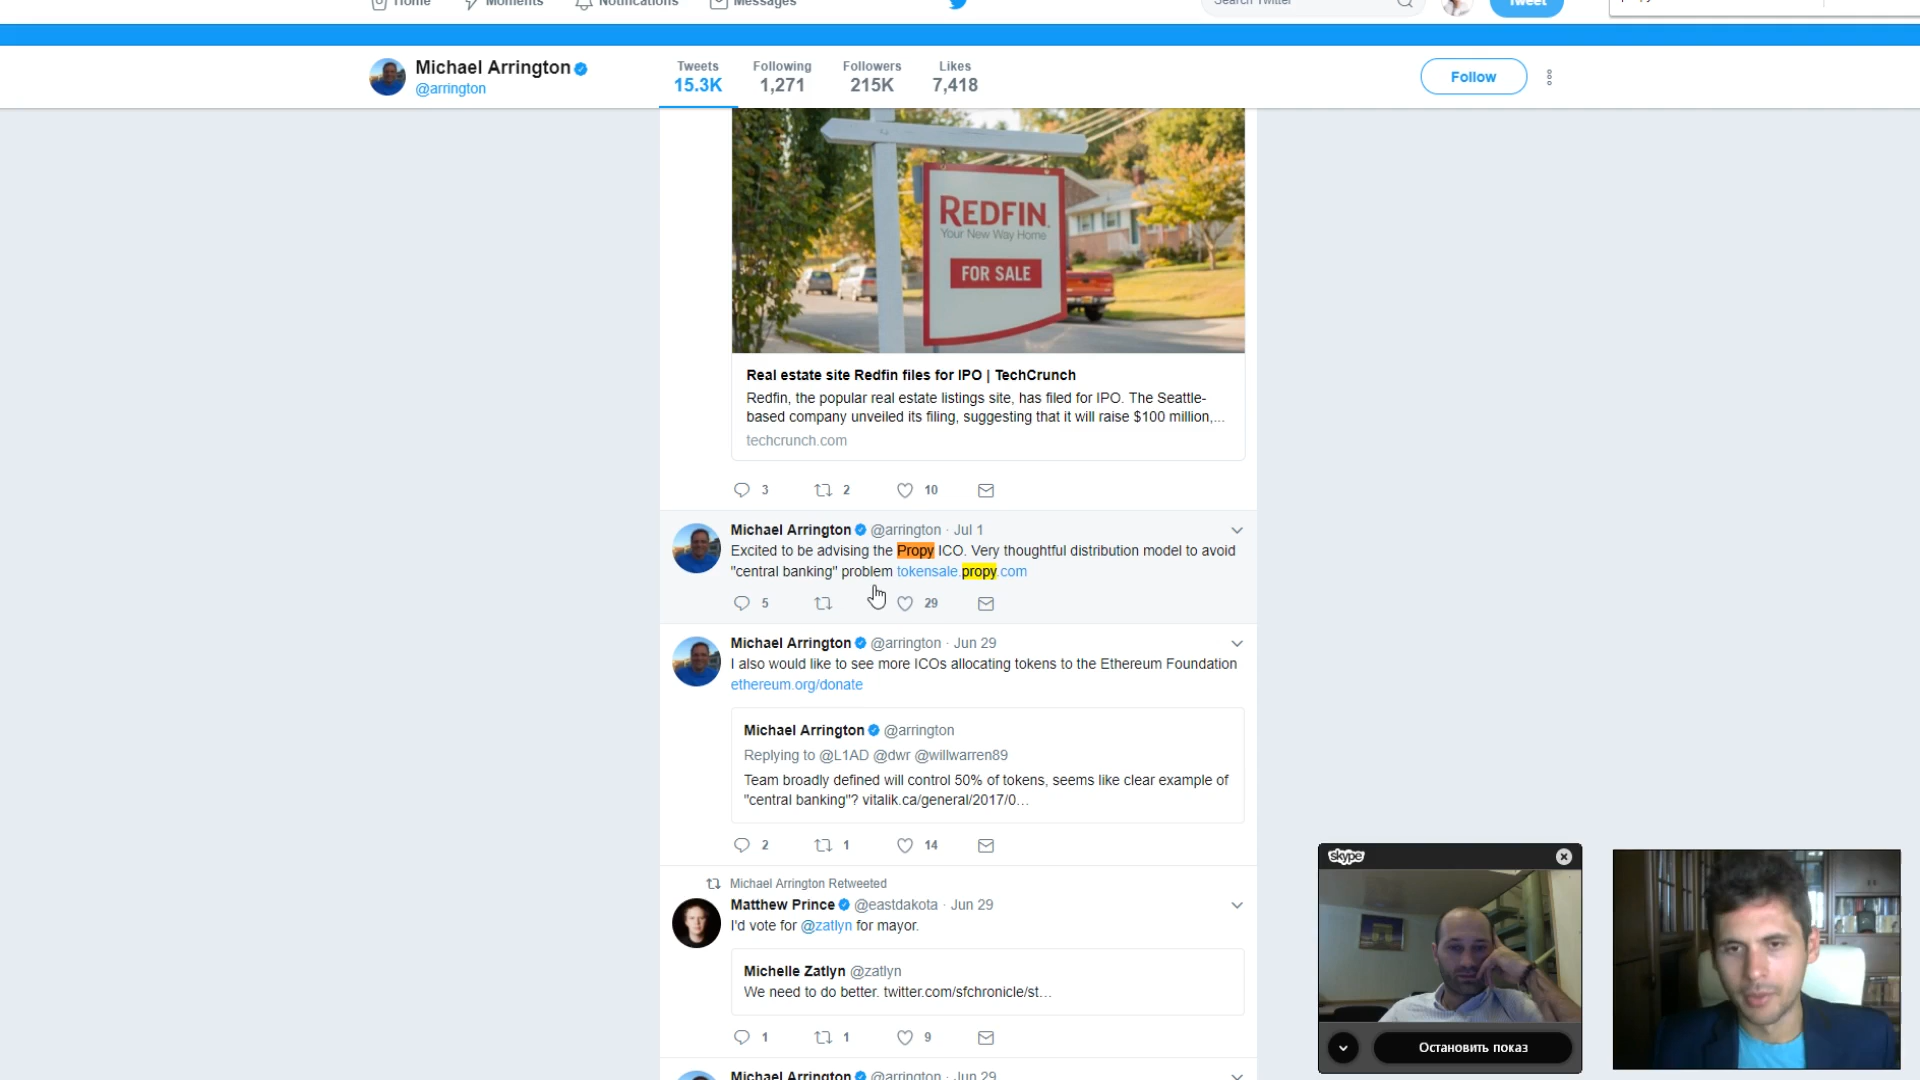 Home Moments Notifications Messages Search Twitter Tweet
Michael Arrington
@arrington
Tweets Following Followers Likes
15.3K 1,271 215K 7,418
Follow
REDFIN
Your New Way Home
FOR SALE
Real estate site Redfin files for IPO | TechCrunch
Redfin, the popular real estate listings site, has filed for IPO. The Seattle-
based company unveiled its filing, suggesting that it will raise $100 million,...
techcrunch.com
3 2 10
Michael Arrington @arrington · Jul 1
Excited to be advising the Propy ICO. Very thoughtful distribution model to avoid
"central banking" problem tokensale.propy.com
5 29
Michael Arrington @arrington · Jun 29
I also would like to see more ICOs allocating tokens to the Ethereum Foundation
ethereum.org/donate
Michael Arrington @arrington
Replying to @L1AD @dwr @willwarren89
Team broadly defined will control 50% of tokens, seems like clear example of
"central banking"? vitalik.ca/general/2017/0…
2 1 14
Michael Arrington Retweeted
Matthew Prince @eastdakota · Jun 29
I'd vote for @zatlyn for mayor.
Michelle Zatlyn @zatlyn
We need to do better. twitter.com/sfchronicle/st…
1 1 9
Michael Arrington @arrington · Jun 29
skype
Остановить показ